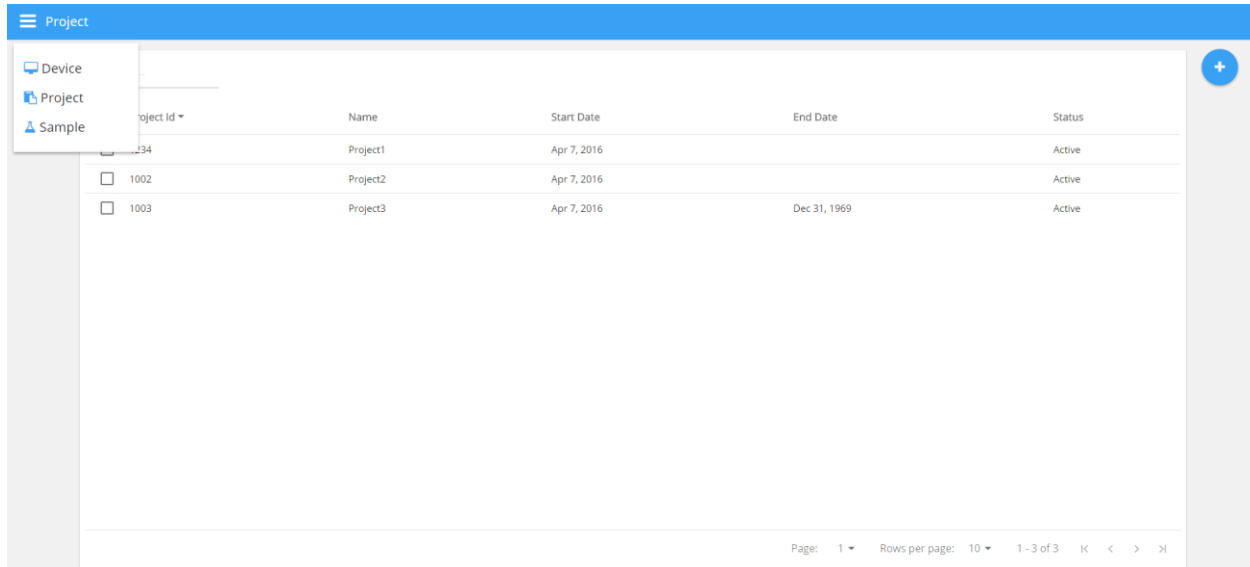 Project
Device
Project
Sample
Name Start Date End Date Status
Project1 Apr 7, 2016 Active
1002 Project2 Apr 7, 2016 Active
1003 Project3 Apr 7, 2016 Dec 31, 1969 Active
Page: 1 Rows per page: 10 1 - 3 of 3